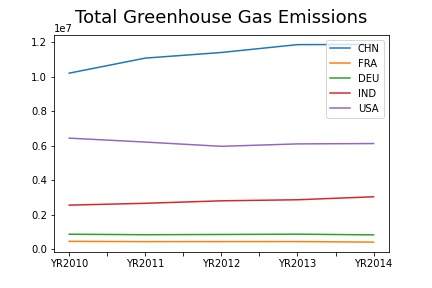 Total Greenhouse Gas Emissions
1e7
1.2
1.0
0.8
0.6
0.4
0.2
0.0
CHN
FRA
DEU
IND
USA
YR2010 YR2011 YR2012 YR2013 YR2014